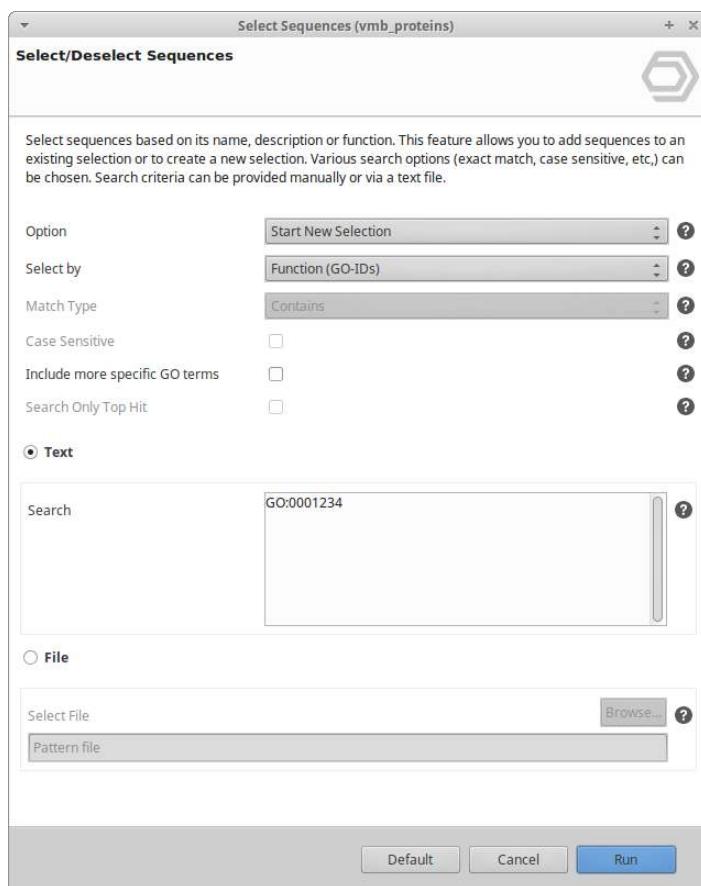 Select Sequences (vmb_proteins)
Select/Deselect Sequences
Select sequences based on its name, description or function. This feature allows you to add sequences to an
existing selection or to create a new selection. Various search options (exact match, case sensitive, etc,) can
be chosen. Search criteria can be provided manually or via a text file.
Option Start New Selection
Select by Function (GO-IDs)
Match Type Contains
Case Sensitive
Include more specific GO terms
Search Only Top Hit
Text
Search GO:0001234
File
Select File Browse...
Pattern file
Default Cancel Run